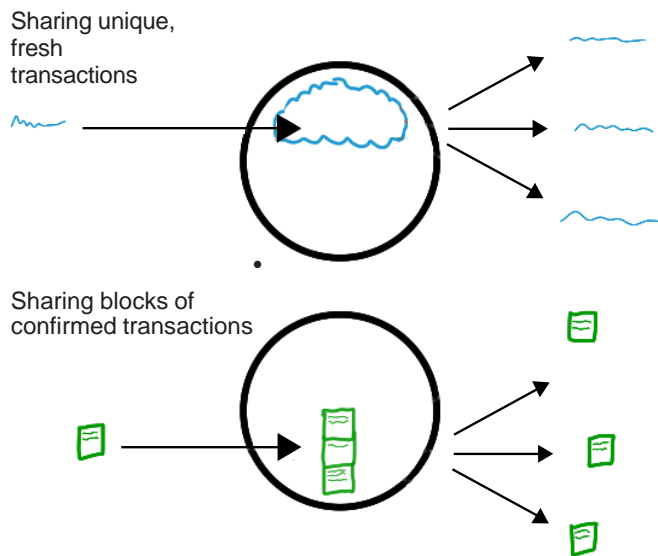 Sharing unique,
fresh
transactions
Sharing blocks of
confirmed transactions